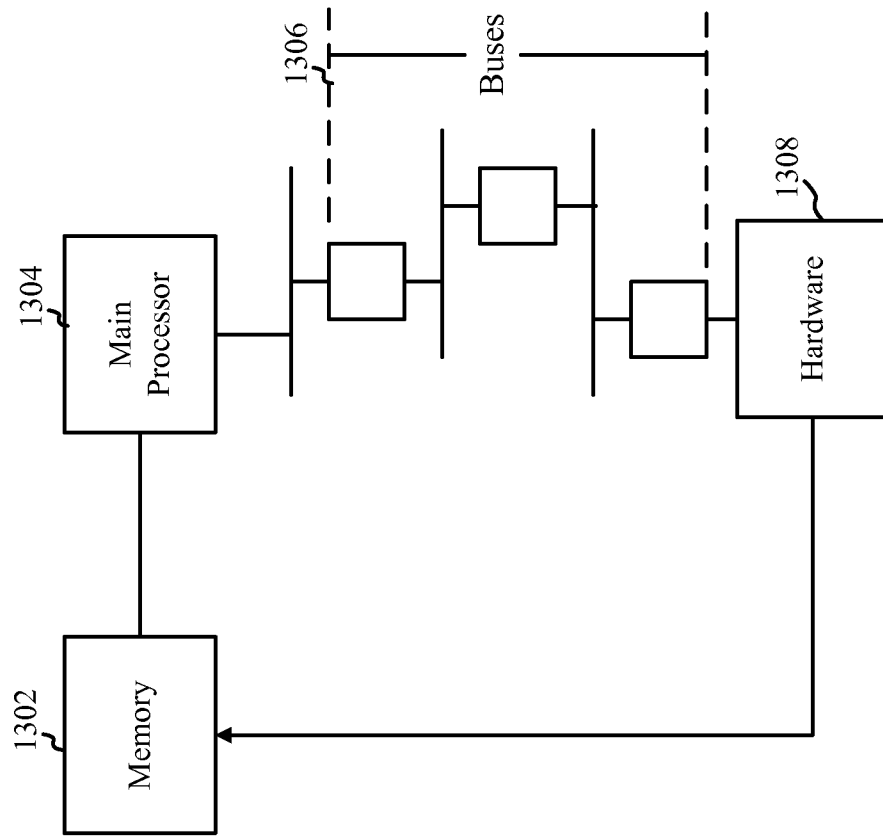 1302
Memory
1304
Main
Processor
1306
Buses
1308
Hardware